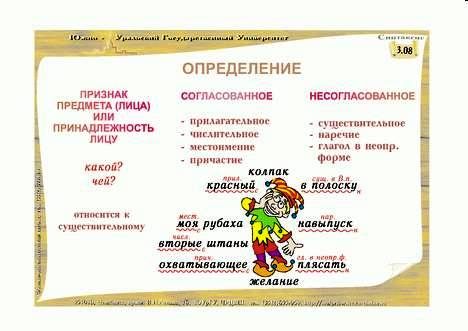 Южно - Уральский Государственный Университет
Синтаксис
3.08
ОПРЕДЕЛЕНИЕ
ПРИЗНАК
ПРЕДМЕТА (ЛИЦА)
ИЛИ
ПРИНАДЛЕЖНОСТЬ
ЛИЦУ
какой?
чей?
относится к
существительному
СОГЛАСОВАННОЕ
- прилагательное
- числительное
- местоимение
- причастие
НЕСОГЛАСОВАННОЕ
- существительное
- наречие
- глагол в неопр.
форме
колпак
прил. сущ. в В.п.
красный с в полоску н
мест. нар.
моя рубаха навыпуск н
числ.
вторые штаны
прич. гл. в неопр.ф.
охватывающее с плясать н
желание